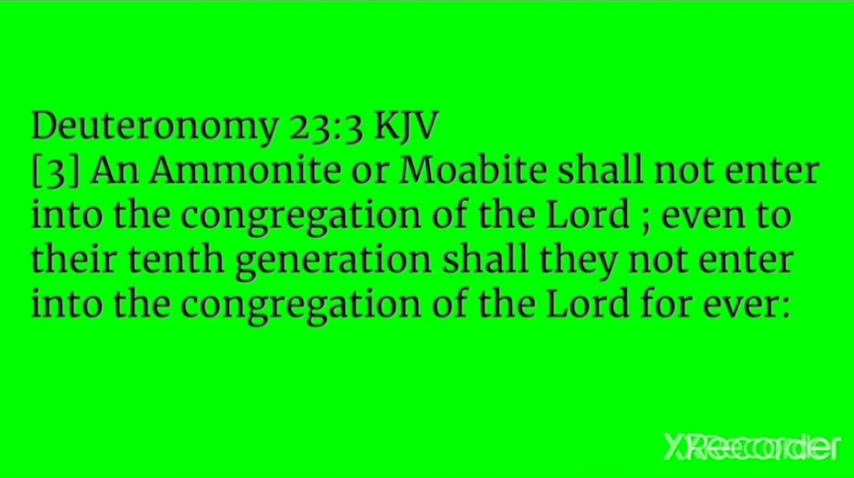 Deuteronomy 23:3 KJV
[3] An Ammonite or Moabite shall not enter
into the congregation of the Lord ; even to
their tenth generation shall they not enter
into the congregation of the Lord for ever:
XRecorder